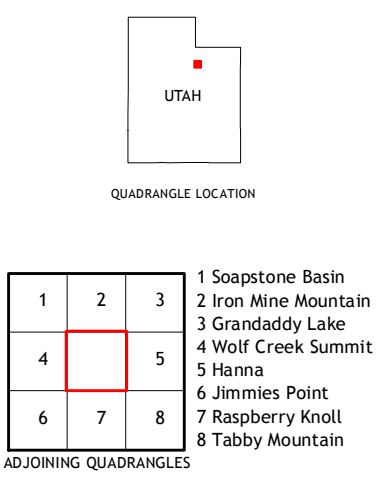 UTAH
QUADRANGLE LOCATION
1 2 3
4 5
6 7 8
ADJOINING QUADRANGLES
1 Soapstone Basin
2 Iron Mine Mountain
3 Grandaddy Lake
4 Wolf Creek Summit
5 Hanna
6 Jimmies Point
7 Raspberry Knoll
8 Tabby Mountain